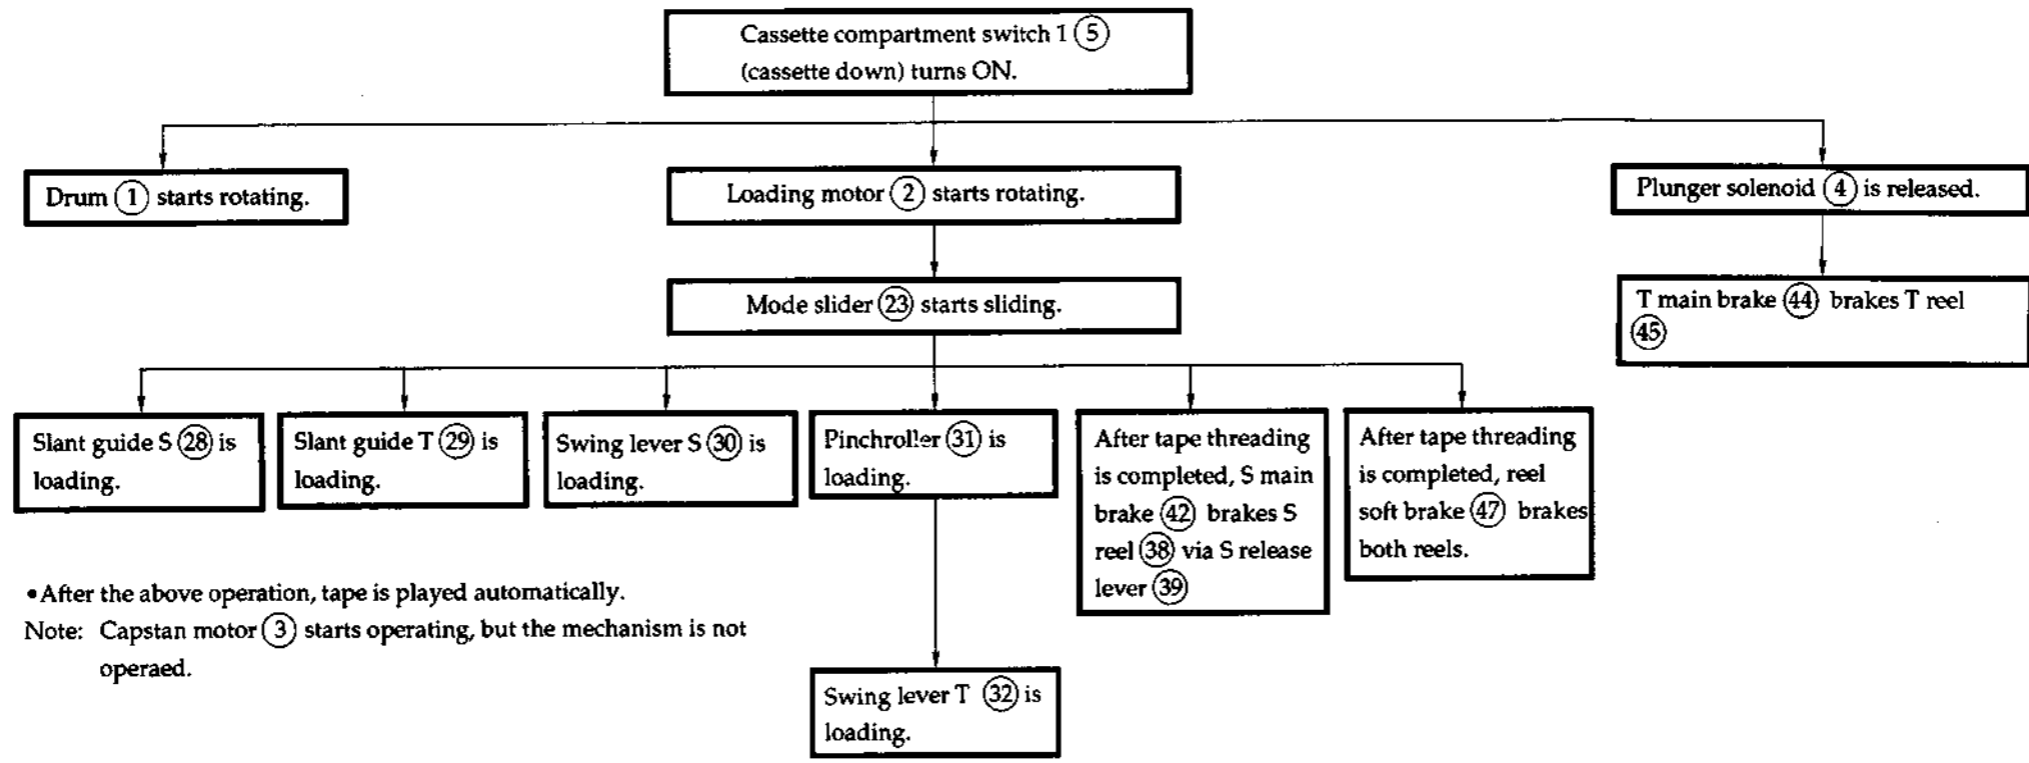 Cassette compartment switch 1 ⑤
(cassette down) turns ON.
Drum ① starts rotating.
Loading motor ② starts rotating.
Plunger solenoid ④ is released.
Mode slider ㉓ starts sliding.
T main brake ㊹ brakes T reel
㊺
Slant guide S ㉘ is
loading.
Slant guide T ㉙ is
loading.
Swing lever S ㉚ is
loading.
Pinchroller ㉛ is
loading.
After tape threading
is completed, S main
brake ㊷ brakes S
reel ㊳ via S release
lever ㊴
After tape threading
is completed, reel
soft brake ㊼ brakes
both reels.
Swing lever T ㉜ is
loading.
•After the above operation, tape is played automatically.
Note: Capstan motor ③ starts operating, but the mechanism is not
operaed.